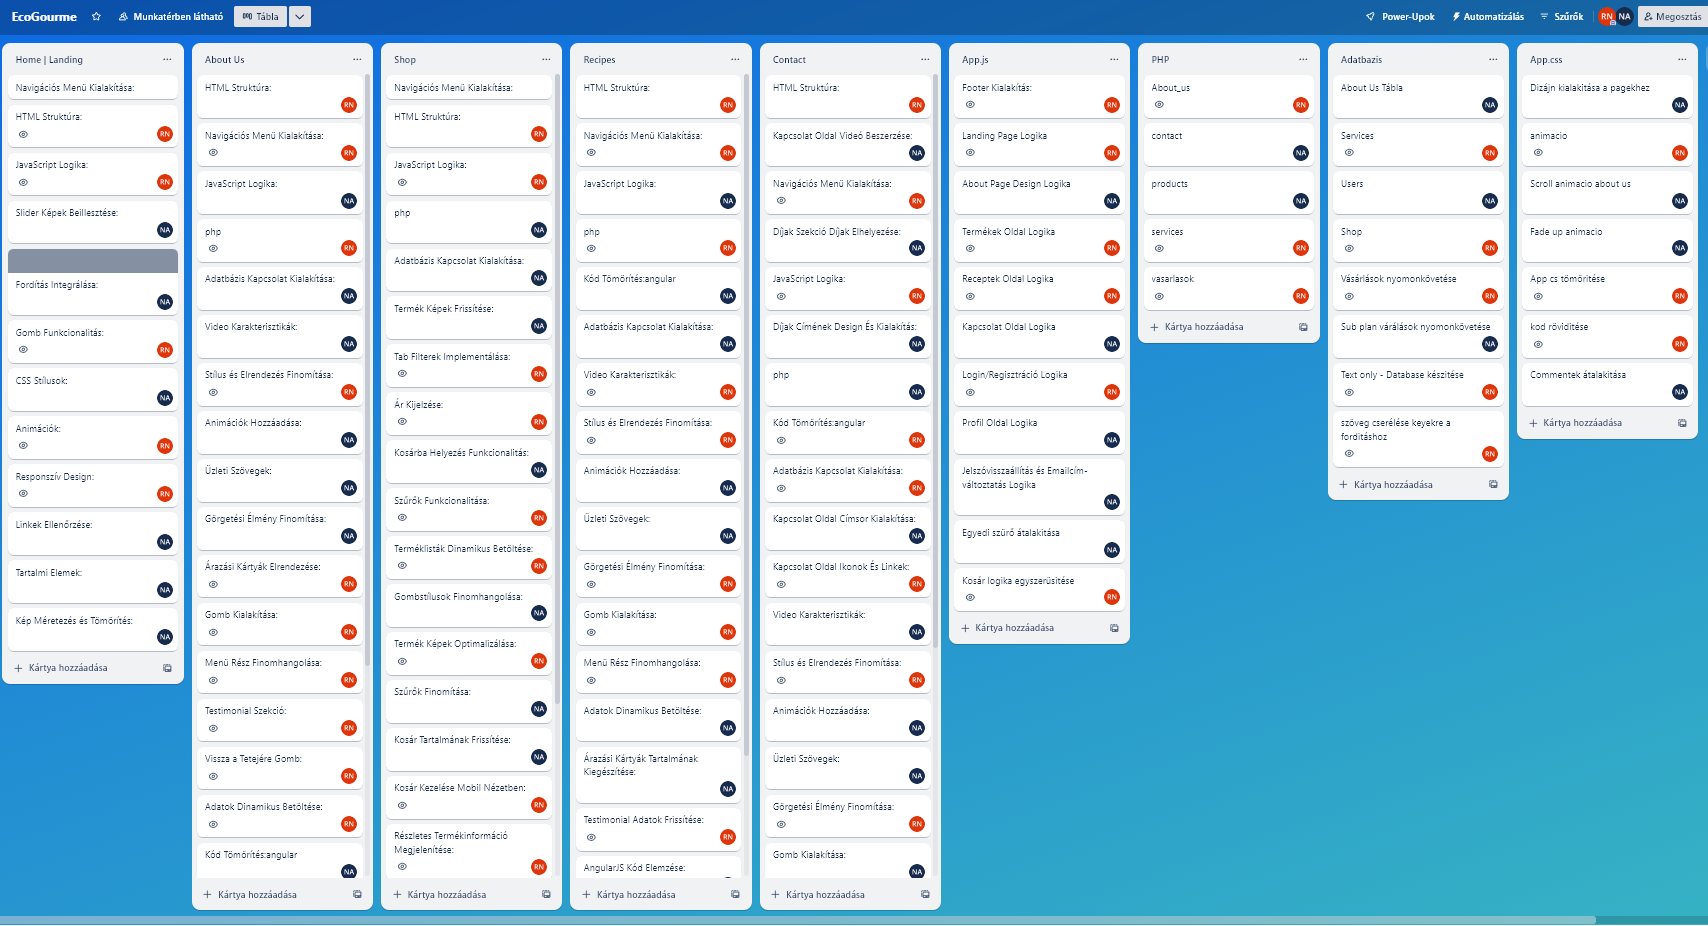 EcoGourme
Munkatérben látható
Tábla
Power-Upok
Automatizálás
Szűrők
RN
NA
Megosztás
Home | Landing
Navigációs Menü Kialakítása:
HTML Struktúra:
RN
JavaScript Logika:
RN
Slider Képek Beillesztése:
NA
Fordítás Integrálása:
NA
Gomb Funkcionalitás:
RN
CSS Stílusok:
NA
Animációk:
RN
Responszív Design:
RN
Linkek Ellenőrzése:
NA
Tartalmi Elemek:
NA
Kép Méretezés és Tömörítés:
NA
Kártya hozzáadása
About Us
HTML Struktúra:
RN
Navigációs Menü Kialakítása:
RN
JavaScript Logika:
NA
php
RN
Adatbázis Kapcsolat Kialakítása:
NA
Video Karakterisztikák:
NA
Stílus és Elrendezés Finomítása:
RN
Animációk Hozzáadása:
NA
Üzleti Szövegek:
NA
Görgetési Élmény Finomítása:
NA
Árazási Kártyák Elrendezése:
RN
Gomb Kialakítása:
RN
Menü Rész Finomhangolása:
RN
Testimonial Szekció:
RN
Vissza a Tetejére Gomb:
RN
Adatok Dinamikus Betöltése:
RN
Kód Tömörítés:angular
NA
Kártya hozzáadása
Shop
Navigációs Menü Kialakítása:
HTML Struktúra:
RN
JavaScript Logika:
RN
php
NA
Adatbázis Kapcsolat Kialakítása:
NA
Termék Képek Frissítése:
NA
Tab Filterek Implementálása:
RN
Ár Kijelzése:
RN
Kosárba Helyezés Funkcionalitás:
NA
Szűrők Funkcionalitása:
RN
Terméklisták Dinamikus Betöltése:
RN
Gombstílusok Finomhangolása:
NA
Termék Képek Optimalizálása:
RN
Szűrők Finomítása:
NA
Kosár Tartalmának Frissítése:
NA
Kosár Kezelése Mobil Nézetben:
RN
Részletes Termékinformáció
Megjelenítése:
RN
Kártya hozzáadása
Recipes
HTML Struktúra:
RN
Navigációs Menü Kialakítása:
RN
JavaScript Logika:
NA
php
RN
Kód Tömörítés:angular
NA
Adatbázis Kapcsolat Kialakítása:
NA
Video Karakterisztikák:
RN
Stílus és Elrendezés Finomítása:
RN
Animációk Hozzáadása:
NA
Üzleti Szövegek:
NA
Görgetési Élmény Finomítása:
RN
Gomb Kialakítása:
RN
Menü Rész Finomhangolása:
RN
Adatok Dinamikus Betöltése:
NA
Árazási Kártyák Tartalmának
Kiegészítése:
NA
Testimonial Adatok Frissítése:
RN
AngularJS Kód Elemzése:
Kártya hozzáadása
Contact
HTML Struktúra:
RN
Kapcsolat Oldal Videó Beszerzése:
NA
Navigációs Menü Kialakítása:
RN
Díjak Szekció Díjak Elhelyezése:
NA
JavaScript Logika:
RN
Díjak Címének Design És Kialakítás:
NA
php
NA
Kód Tömörítés:angular
RN
Adatbázis Kapcsolat Kialakítása:
RN
Kapcsolat Oldal Címsor Kialakítása:
NA
Kapcsolat Oldal Ikonok És Linkek:
RN
Video Karakterisztikák:
NA
Stílus és Elrendezés Finomítása:
RN
Animációk Hozzáadása:
NA
Üzleti Szövegek:
NA
Görgetési Élmény Finomítása:
RN
Gomb Kialakítása:
NA
Kártya hozzáadása
App.js
Footer Kialakítás:
RN
Landing Page Logika
RN
About Page Design Logika
NA
Termékek Oldal Logika
RN
Receptek Oldal Logika
RN
Kapcsolat Oldal Logika
NA
Login/Regisztráció Logika
RN
Profil Oldal Logika
NA
Jelszóvisszaállítás és Emailcím-
változtatás Logika
NA
Egyedi szürö átalakitása
NA
Kosár logika egyszerüsitése
RN
Kártya hozzáadása
PHP
About_us
RN
contact
NA
products
NA
services
RN
vasarlasok
RN
Kártya hozzáadása
Adatbazis
About Us Tábla
NA
Services
RN
Users
NA
Shop
RN
Vásárlások nyomonkövetése
RN
Sub plan várálások nyomonkövetése
NA
Text only - Database készitése
RN
szöveg cserélése keyekre a
forditáshoz
RN
Kártya hozzáadása
App.css
Dizájn kialakitása a pagekhez
NA
animacio
RN
Scroll animacio about us
NA
Fade up animacio
NA
App cs tömöritése
RN
kod röviditése
RN
Commentek átalakitása
NA
Kártya hozzáadása